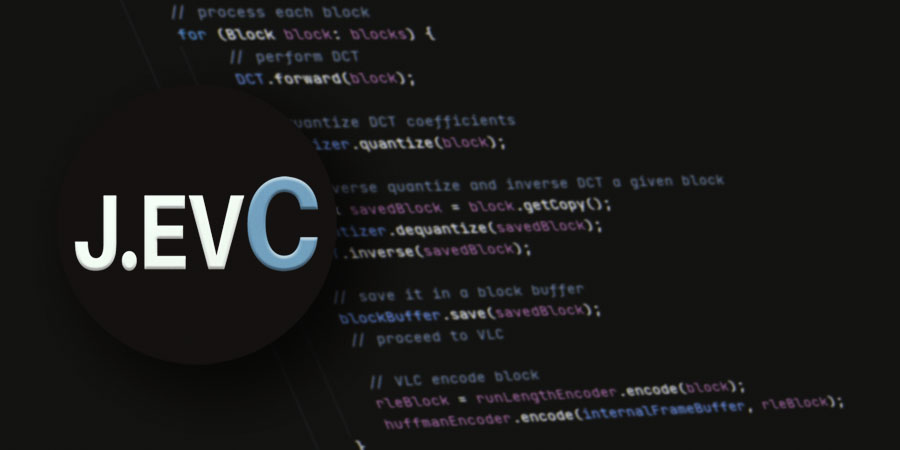 // process each block
for (Block block: blocks) {
// perform DCT
DCT.forward(block);
quantize DCT coefficients
izer.quantize(block);
verse quantize and inverse DCT a given block
savedBlock = block.getCopy();
tizer.dequantize(savedBlock);
.inverse(savedBlock);
J.EVC
// save it in a block buffer
blockBuffer.save(savedBlock);
// proceed to VLC
// VLC encode block
rleBlock = runLengthEncoder.encode(block);
huffmanEncoder.encode(internalFrameBuffer, rleBlock);
}